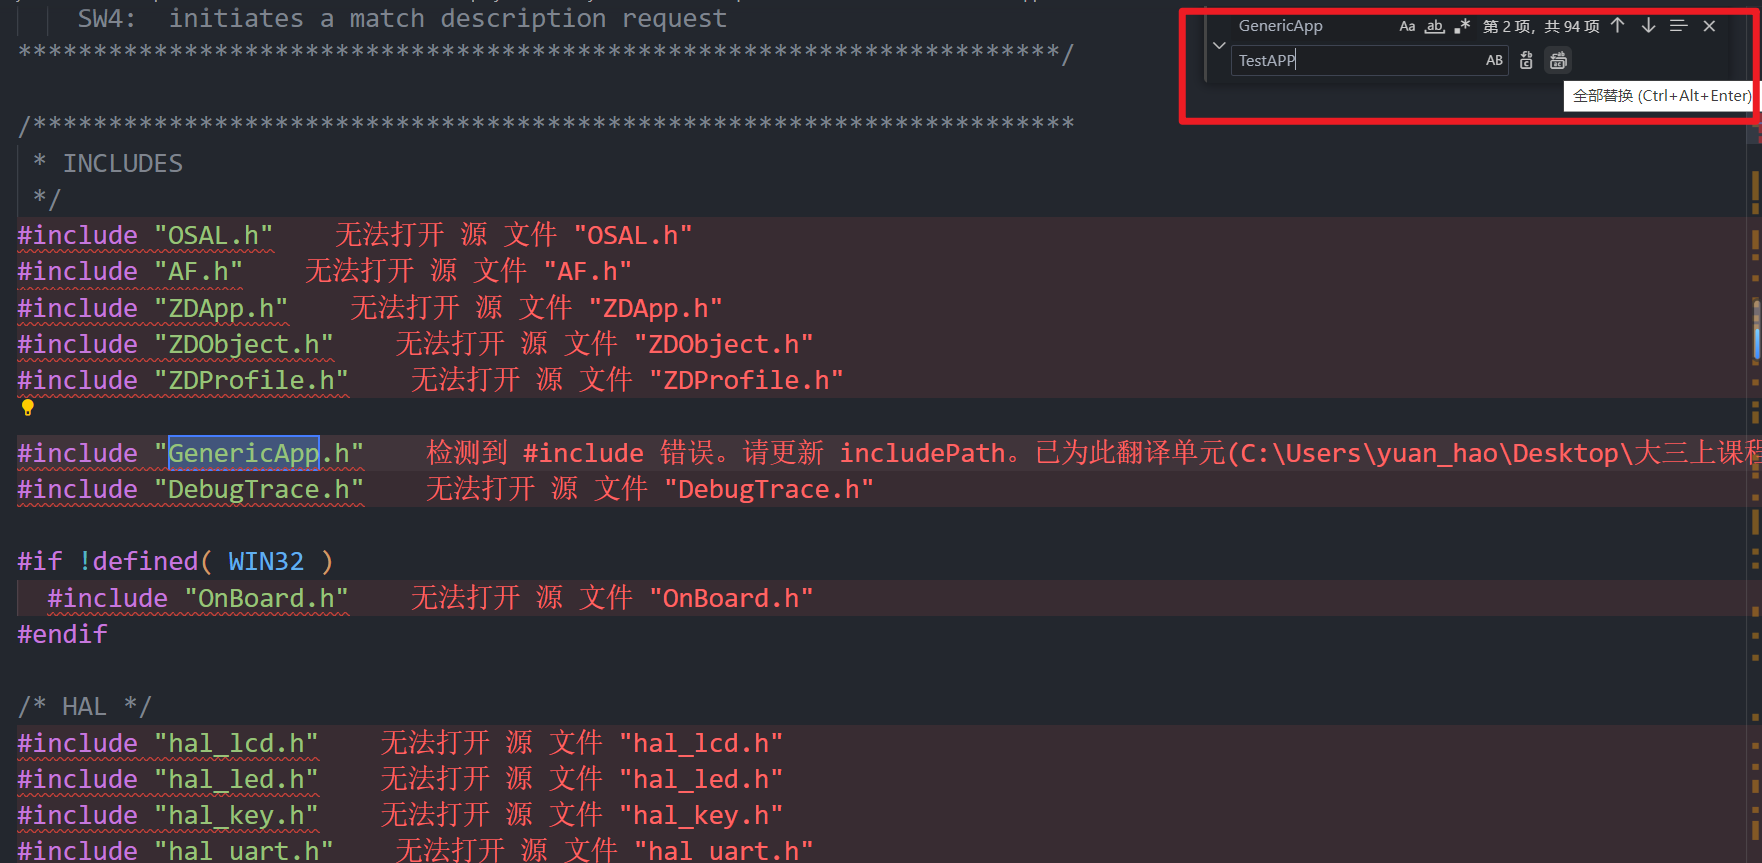 SW4:  initiates a match description request
*********************************************************************/
/*********************************************************************
 * INCLUDES
 */
#include "OSAL.h"    无法打开 源 文件 "OSAL.h"
#include "AF.h"    无法打开 源 文件 "AF.h"
#include "ZDApp.h"    无法打开 源 文件 "ZDApp.h"
#include "ZDObject.h"    无法打开 源 文件 "ZDObject.h"
#include "ZDProfile.h"    无法打开 源 文件 "ZDProfile.h"
#include "GenericApp.h"    检测到 #include 错误。请更新 includePath。已为此翻译单元(C:\Users\yuan_hao\Desktop\大三上课程
#include "DebugTrace.h"    无法打开 源 文件 "DebugTrace.h"
#if !defined( WIN32 )
  #include "OnBoard.h"    无法打开 源 文件 "OnBoard.h"
#endif
/* HAL */
#include "hal_lcd.h"    无法打开 源 文件 "hal_lcd.h"
#include "hal_led.h"    无法打开 源 文件 "hal_led.h"
#include "hal_key.h"    无法打开 源 文件 "hal_key.h"
#include "hal_uart.h"    无法打开 源 文件 "hal_uart.h"
GenericApp Aa ab .* 第 2 项，共 94 项
TestAPP AB
全部替换 (Ctrl+Alt+Enter)